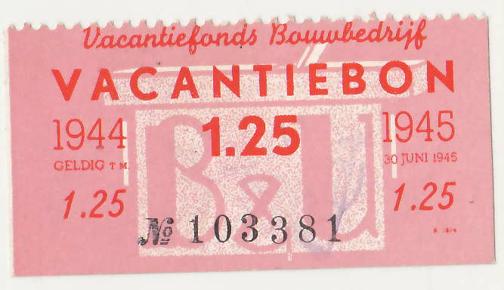 Vacantiefonds Bouwbedrijf
VACANTIEBON
1944 1.25 1945
GELDIG T M. 30 JUNI 1945
1.25 1.25
B & U
№ 103381